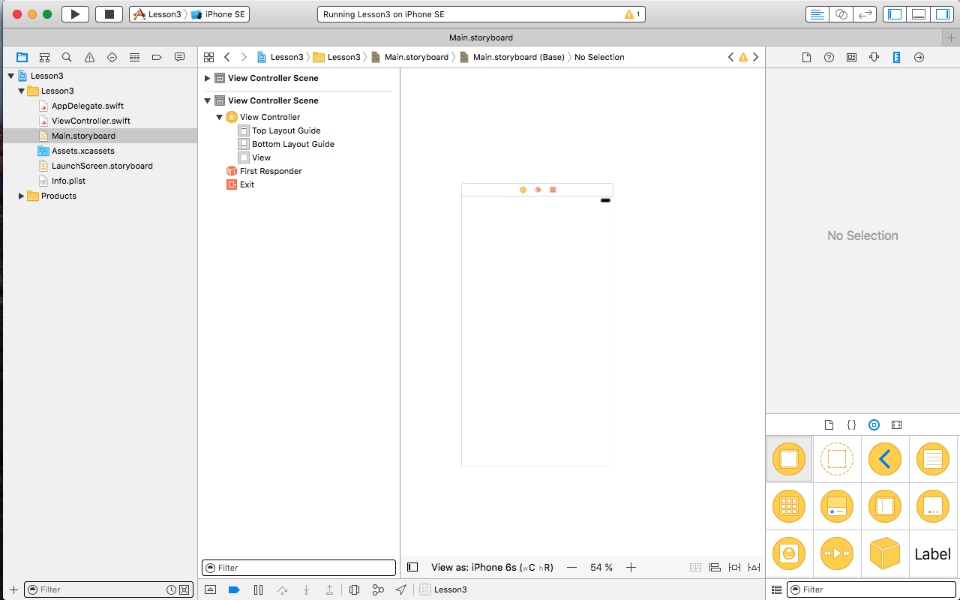 Lesson3 iPhone SE
Running Lesson3 on iPhone SE
1
Main.storyboard
Lesson3 Lesson3 Main.storyboard Main.storyboard (Base) No Selection
Lesson3
Lesson3
AppDelegate.swift
ViewController.swift
Main.storyboard
Assets.xcassets
LaunchScreen.storyboard
Info.plist
Products
View Controller Scene
View Controller Scene
View Controller
Top Layout Guide
Bottom Layout Guide
View
First Responder
Exit
No Selection
Label
Filter
View as: iPhone 6s (wC hR) — 54 % +
Filter
Lesson3
Filter